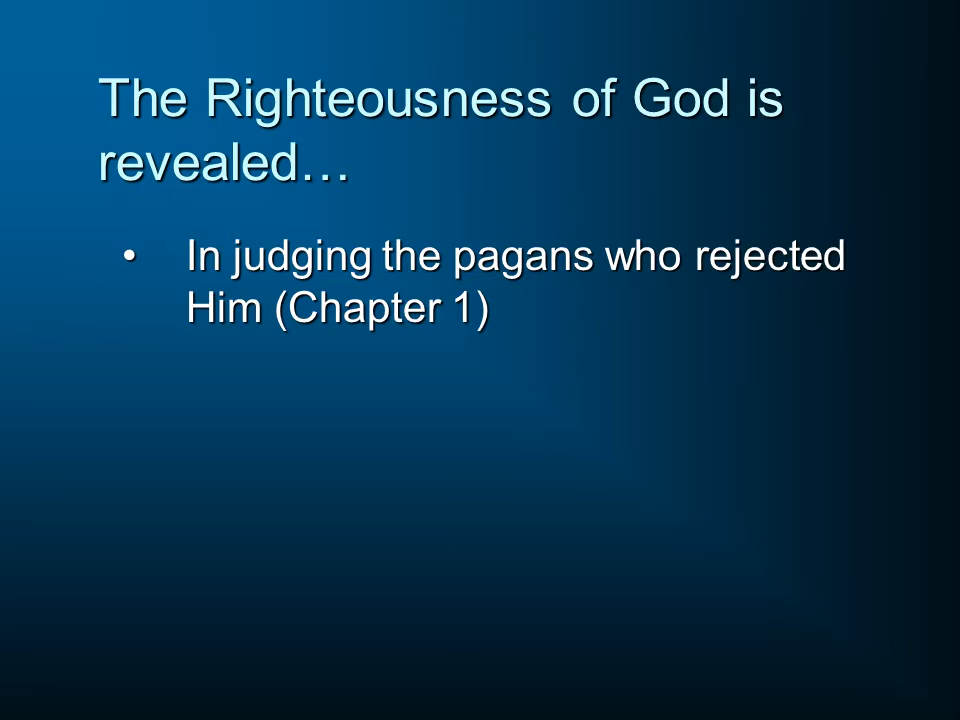 The Righteousness of God is
revealed…
• In judging the pagans who rejected
Him (Chapter 1)